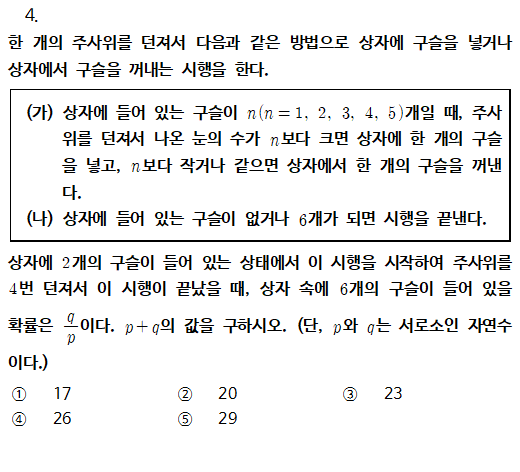 4.
한 개의 주사위를 던져서 다음과 같은 방법으로 상자에 구슬을 넣거나
상자에서 구슬을 꺼내는 시행을 한다.
(가) 상자에 들어 있는 구슬이 n(n = 1, 2, 3, 4, 5)개일 때, 주사
위를 던져서 나온 눈의 수가 n보다 크면 상자에 한 개의 구슬
을 넣고, n보다 작거나 같으면 상자에서 한 개의 구슬을 꺼낸
다.
(나) 상자에 들어 있는 구슬이 없거나 6개가 되면 시행을 끝낸다.
상자에 2개의 구슬이 들어 있는 상태에서 이 시행을 시작하여 주사위를
4번 던져서 이 시행이 끝났을 때, 상자 속에 6개의 구슬이 들어 있을
확률은 q/p이다. p+q의 값을 구하시오. (단, p와 q는 서로소인 자연수
이다.)
① 17 ② 20 ③ 23
④ 26 ⑤ 29